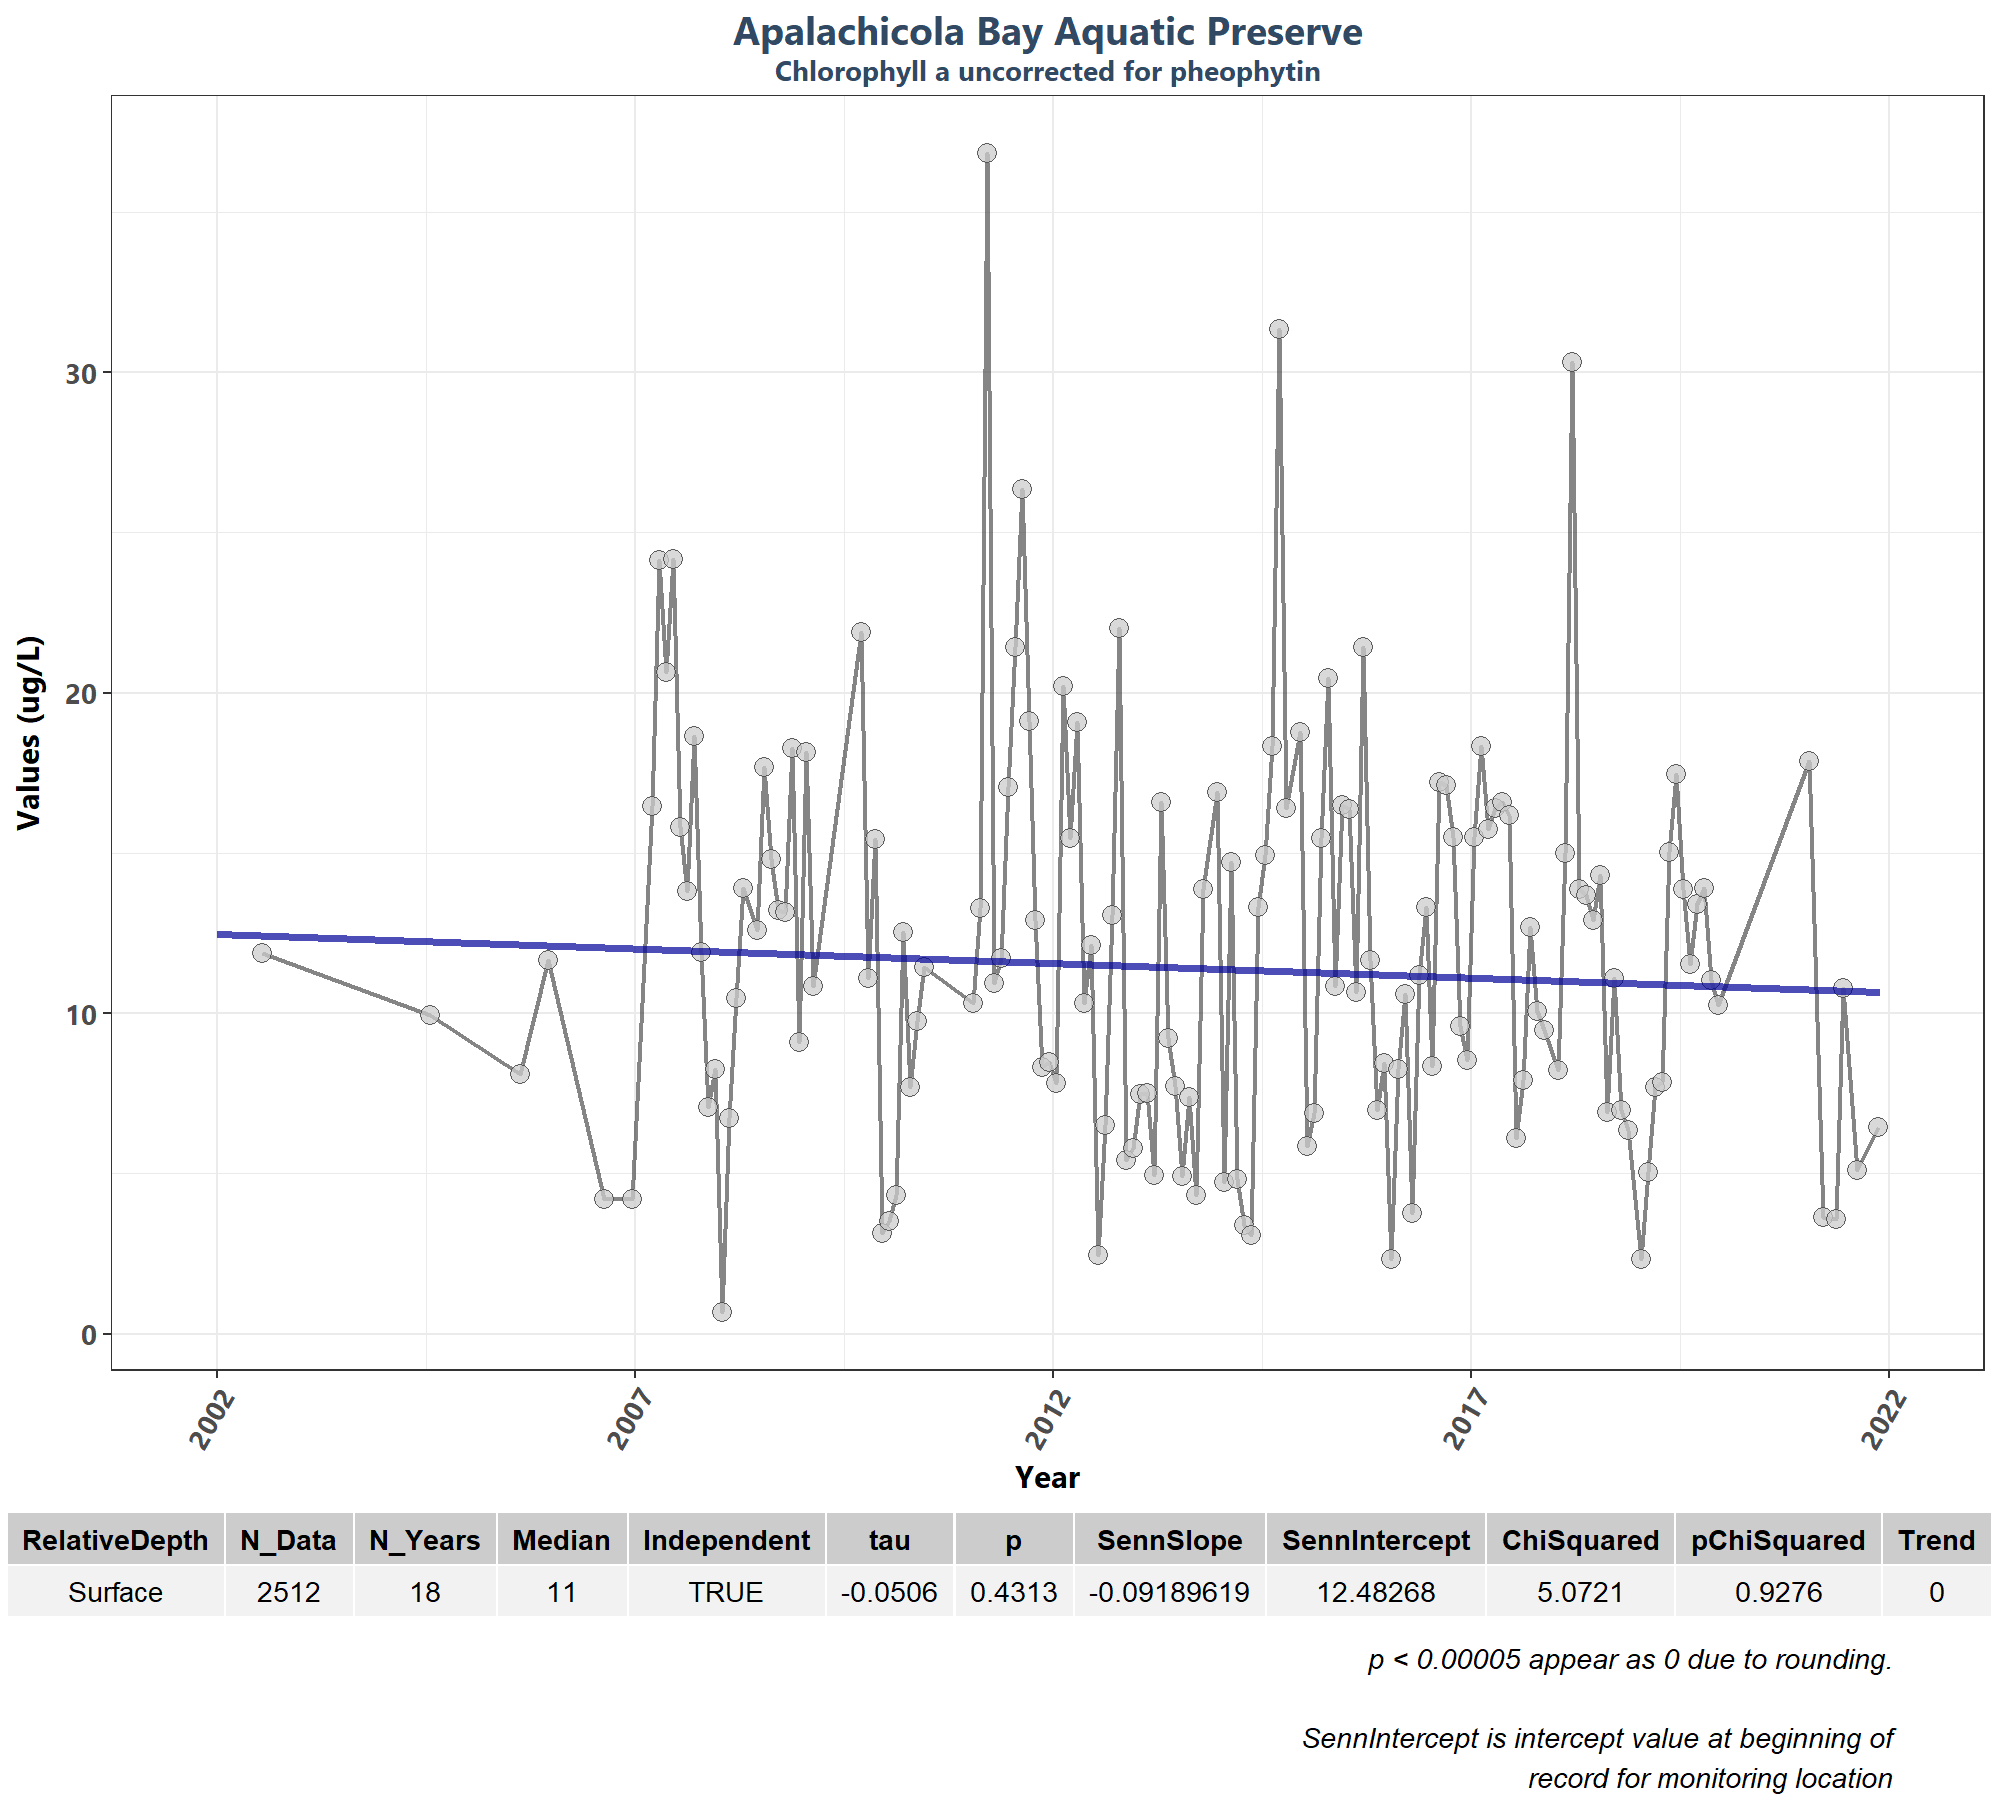 Apalachicola Bay Aquatic Preserve
Chlorophyll a uncorrected for pheophytin
Values (ug/L)
30
20
10
0
2002
2007
2012
2017
2022
Year
RelativeDepth N_Data N_Years Median Independent tau p SennSlope SennIntercept ChiSquared pChiSquared Trend
Surface 2512 18 11 TRUE -0.0506 0.4313 -0.09189619 12.48268 5.0721 0.9276 0
p < 0.00005 appear as 0 due to rounding.
SennIntercept is intercept value at beginning of
record for monitoring location